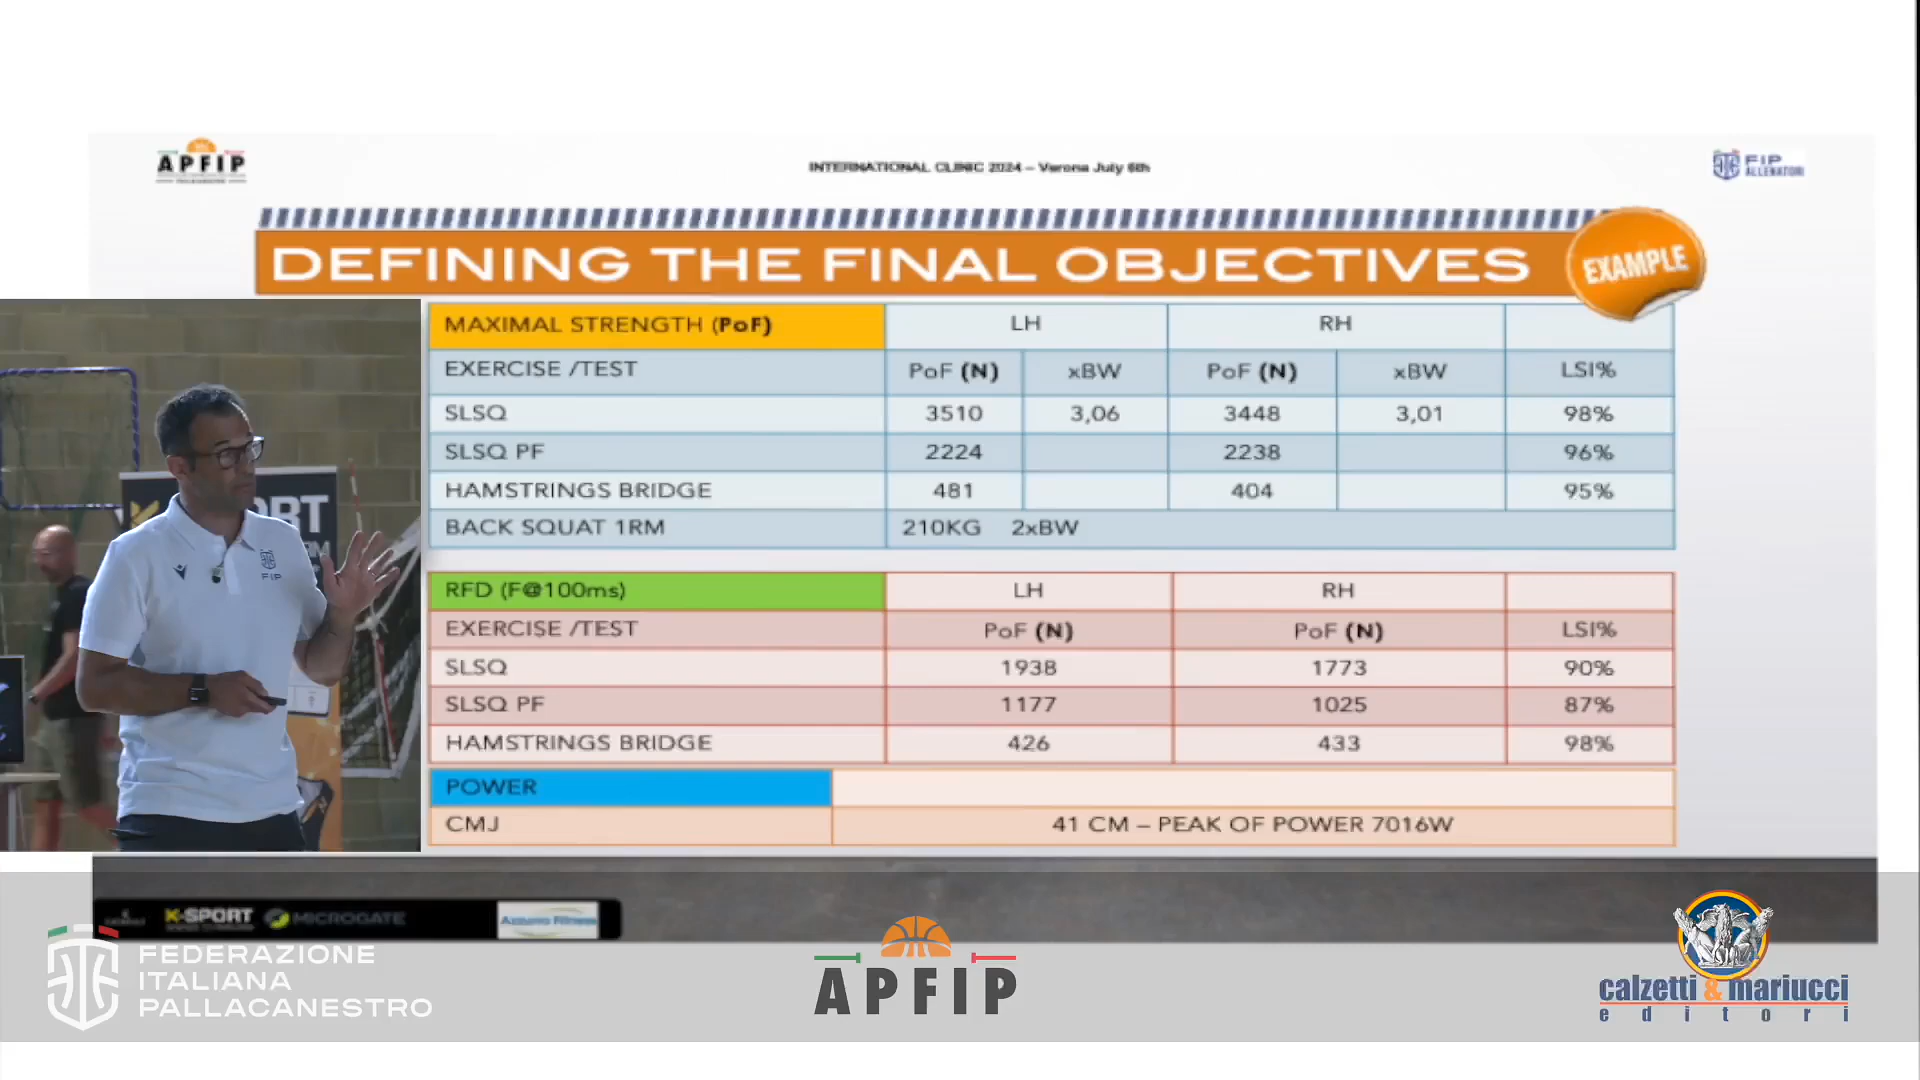 APFIP
INTERNATIONAL CLINIC 2024 – Verona July 6th
FIP
ALLENATORI
DEFINING THE FINAL OBJECTIVES
EXAMPLE
MAXIMAL STRENGTH (PoF) LH RH
EXERCISE /TEST PoF (N) xBW PoF (N) xBW LSI%
SLSQ 3510 3,06 3448 3,01 98%
SLSQ PF 2224 2238 96%
HAMSTRINGS BRIDGE 481 404 95%
BACK SQUAT 1RM 210KG 2xBW
RFD (F@100ms) LH RH
EXERCISE /TEST PoF (N) PoF (N) LSI%
SLSQ 1938 1773 90%
SLSQ PF 1177 1025 87%
HAMSTRINGS BRIDGE 426 433 98%
POWER
CMJ 41 CM – PEAK OF POWER 7016W
FIP
K-SPORT
MICROGATE
FEDERAZIONE
ITALIANA
PALLACANESTRO
APFIP
calzetti & mariucci
editori